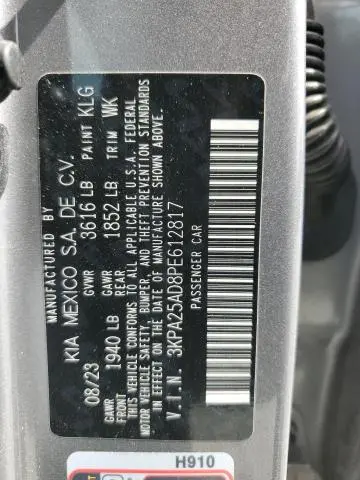 MANUFACTURED BY
KIA MEXICO S.A. DE C.V.
08/23 GVWR 3616 LB PAINT KLG
GAWR FRONT 1940 LB GAWR REAR 1852 LB TRIM WK
THIS VEHICLE CONFORMS TO ALL APPLICABLE U.S.A. FEDERAL
MOTOR VEHICLE SAFETY, BUMPER, AND THEFT PREVENTION STANDARDS
IN EFFECT ON THE DATE OF MANUFACTURE SHOWN ABOVE.
V.I.N. 3KPA25AD8PE612817
PASSENGER CAR
H910